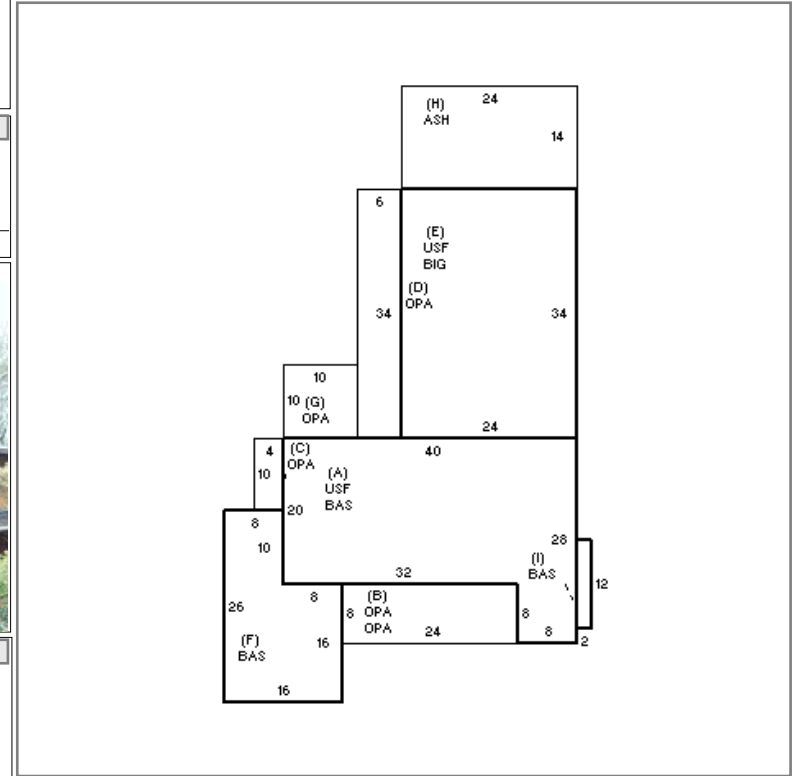 (H)
ASH
24
14
6
(E)
USF
BIG
(D)
OPA
34
34
10
10 (G)
OPA
24
4
(C)
OPA
40
10
(A)
USF
BAS
20
8
10
28
(I)
BAS
32
12
26
8
(B)
OPA
OPA
8
8
24
8
2
(F)
BAS
16
16